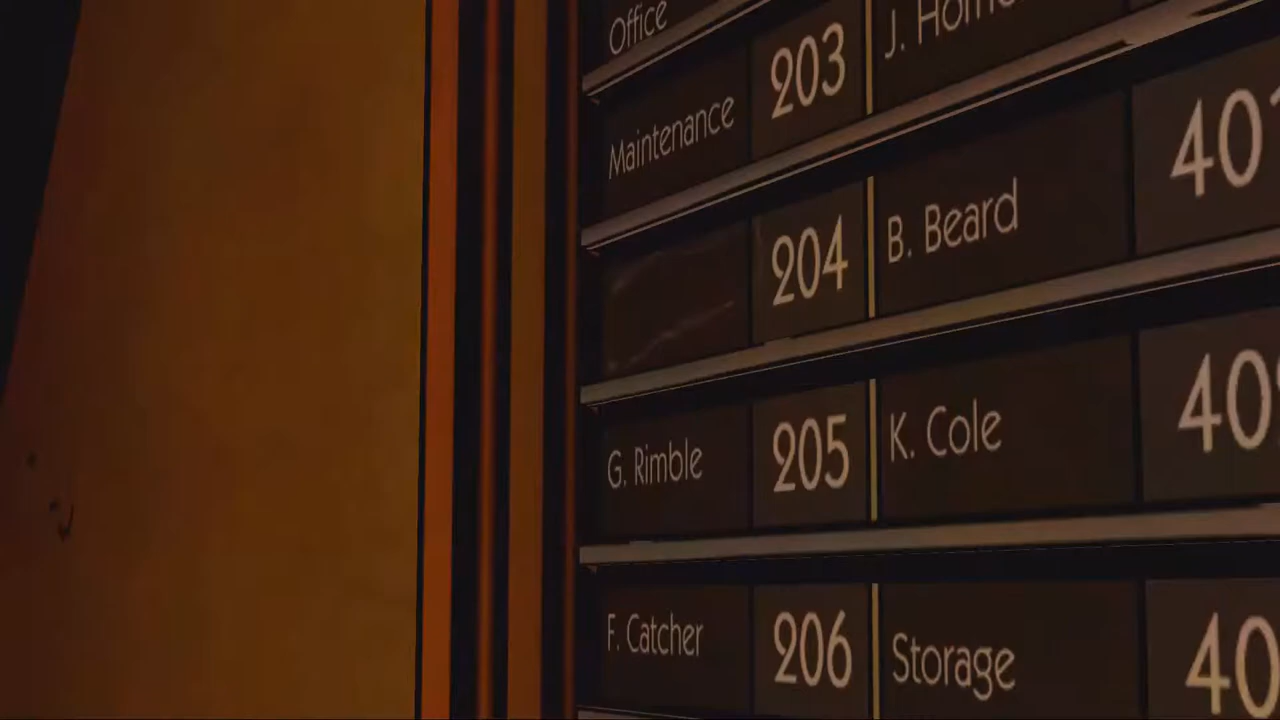 Office
203
J.
Maintenance
204
B. Beard
205
G. Rimble
K. Cole
206
F. Catcher
Storage